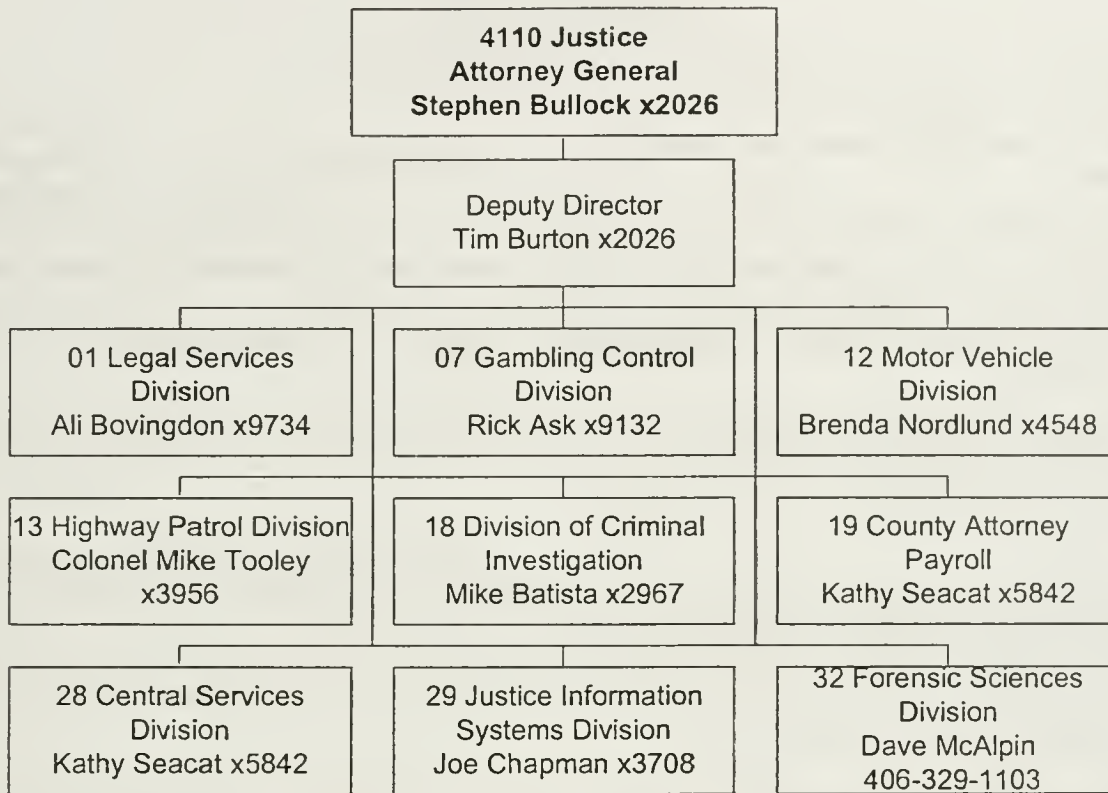 4110 Justice
Attorney General
Stephen Bullock x2026
Deputy Director
Tim Burton x2026
01 Legal Services
Division
Ali Bovingdon x9734
07 Gambling Control
Division
Rick Ask x9132
12 Motor Vehicle
Division
Brenda Nordlund x4548
13 Highway Patrol Division
Colonel Mike Tooley
x3956
18 Division of Criminal
Investigation
Mike Batista x2967
19 County Attorney
Payroll
Kathy Seacat x5842
28 Central Services
Division
Kathy Seacat x5842
29 Justice Information
Systems Division
Joe Chapman x3708
32 Forensic Sciences
Division
Dave McAlpin
406-329-1103